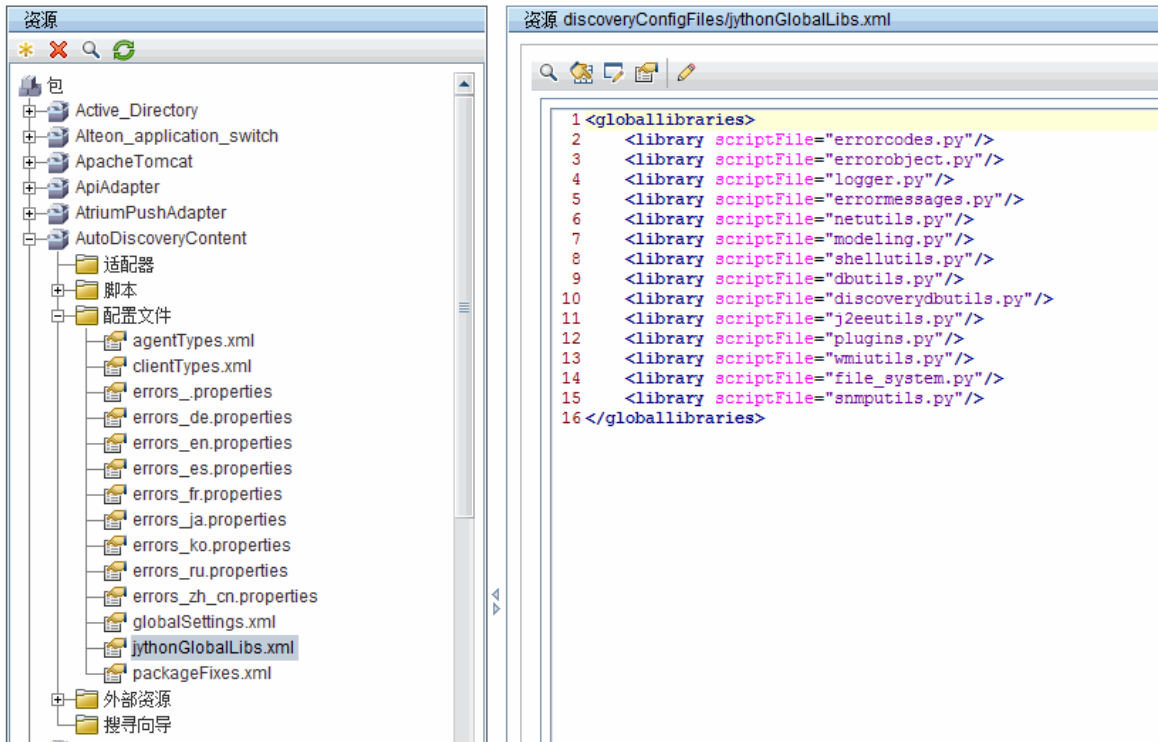 资源
包
Active_Directory
Alteon_application_switch
ApacheTomcat
ApiAdapter
AtriumPushAdapter
AutoDiscoveryContent
适配器
脚本
配置文件
agentTypes.xml
clientTypes.xml
errors_.properties
errors_de.properties
errors_en.properties
errors_es.properties
errors_fr.properties
errors_ja.properties
errors_ko.properties
errors_ru.properties
errors_zh_cn.properties
globalSettings.xml
jythonGlobalLibs.xml
packageFixes.xml
外部资源
搜寻向导
资源 discoveryConfigFiles/jythonGlobalLibs.xml
1 <globallibraries>
2 <library scriptFile="errorcodes.py"/>
3 <library scriptFile="errorobject.py"/>
4 <library scriptFile="logger.py"/>
5 <library scriptFile="errormessages.py"/>
6 <library scriptFile="netutils.py"/>
7 <library scriptFile="modeling.py"/>
8 <library scriptFile="shellutils.py"/>
9 <library scriptFile="dbutils.py"/>
10 <library scriptFile="discoverydbutils.py"/>
11 <library scriptFile="j2eeutils.py"/>
12 <library scriptFile="plugins.py"/>
13 <library scriptFile="wmiutils.py"/>
14 <library scriptFile="file_system.py"/>
15 <library scriptFile="snmputils.py"/>
16 </globallibraries>